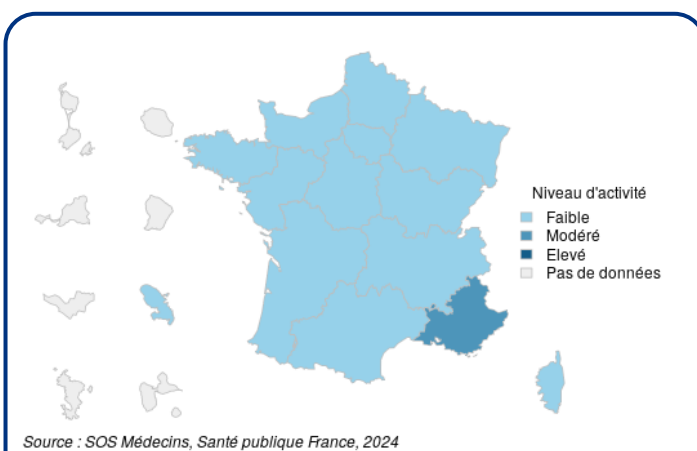 Niveau d'activité
Faible
Modéré
Elevé
Pas de données
Source : SOS Médecins, Santé publique France, 2024